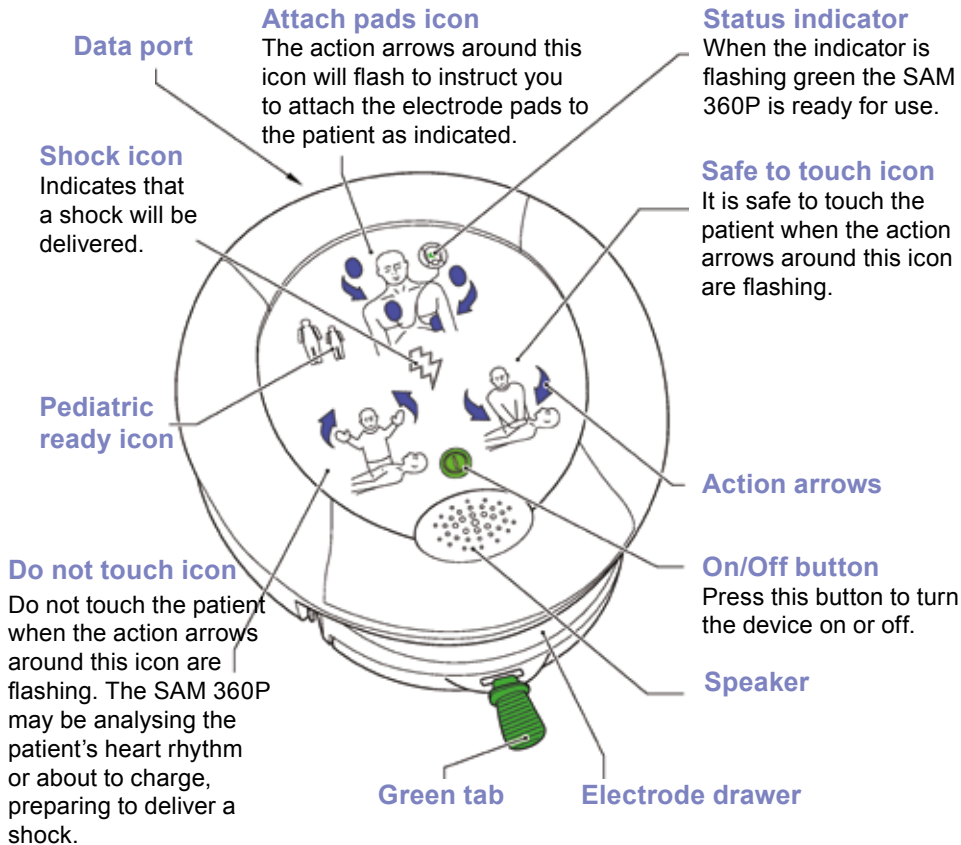 Data port
Attach pads icon
The action arrows around this
icon will flash to instruct you
to attach the electrode pads to
the patient as indicated.
Status indicator
When the indicator is
flashing green the SAM
360P is ready for use.
Shock icon
Indicates that
a shock will be
delivered.
Safe to touch icon
It is safe to touch the
patient when the action
arrows around this icon
are flashing.
Pediatric
ready icon
Action arrows
Do not touch icon
Do not touch the patient
when the action arrows
around this icon are
flashing. The SAM 360P
may be analysing the
patient's heart rhythm
or about to charge,
preparing to deliver a
shock.
On/Off button
Press this button to turn
the device on or off.
Speaker
Green tab
Electrode drawer